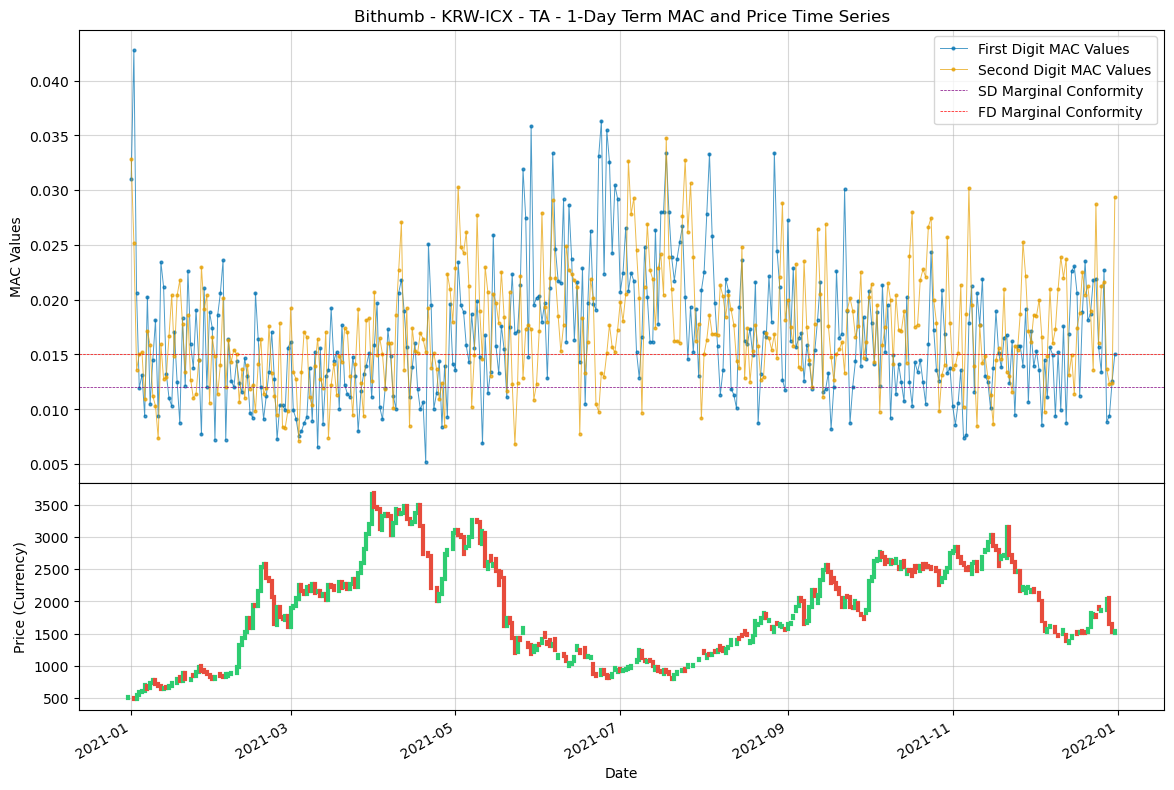 Bithumb - KRW-ICX - TA - 1-Day Term MAC and Price Time Series
First Digit MAC Values
Second Digit MAC Values
SD Marginal Conformity
FD Marginal Conformity
MAC Values
0.040
0.035
0.030
0.025
0.020
0.015
0.010
0.005
Price (Currency)
3500
3000
2500
2000
1500
1000
500
2021-01
2021-03
2021-05
2021-07
2021-09
2021-11
2022-01
Date